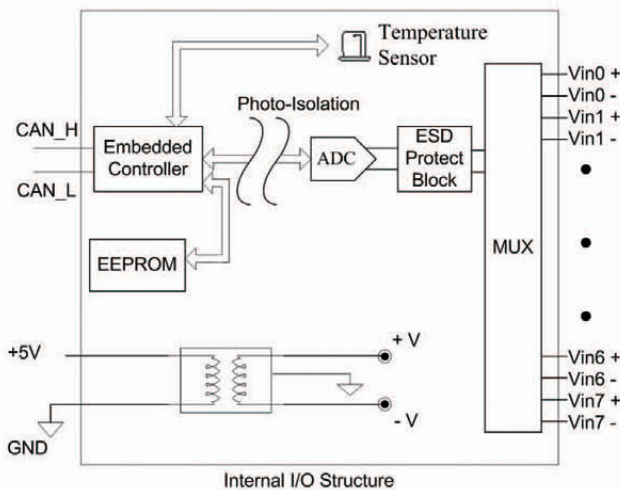 Temperature
Sensor
Vin0 +
Vin0 -
Vin1 +
Vin1 -
Photo-Isolation
CAN_H
Embedded
Controller
ADC
ESD
Protect
Block
CAN_L
MUX
EEPROM
+5V
+ V
- V
GND
Vin6 +
Vin6 -
Vin7 +
Vin7 -
Internal I/O Structure